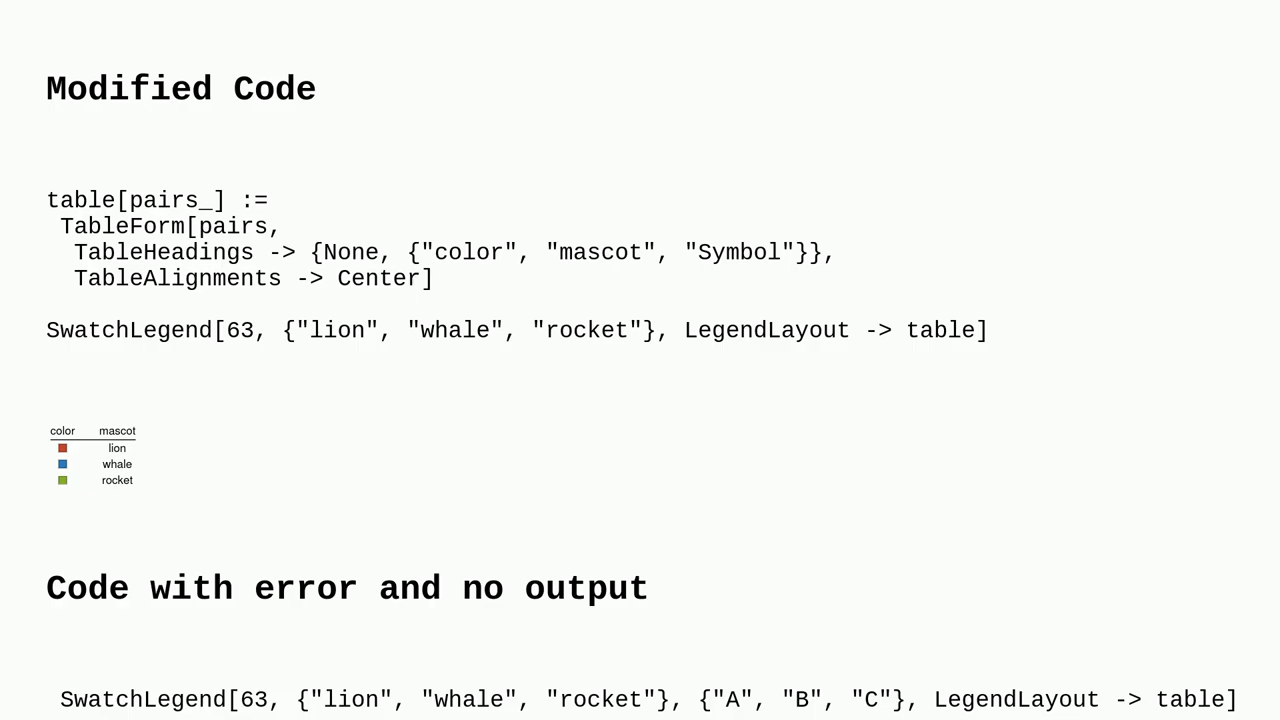 Modified Code
table[pairs_] :=
TableForm[pairs,
TableHeadings -> {None, {"color", "mascot", "Symbol"}},
TableAlignments -> Center]
SwatchLegend[63, {"lion", "whale", "rocket"}, LegendLayout -> table]
color mascot
lion
whale
rocket
Code with error and no output
SwatchLegend[63, {"lion", "whale", "rocket"}, {"A", "B", "C"}, LegendLayout -> table]